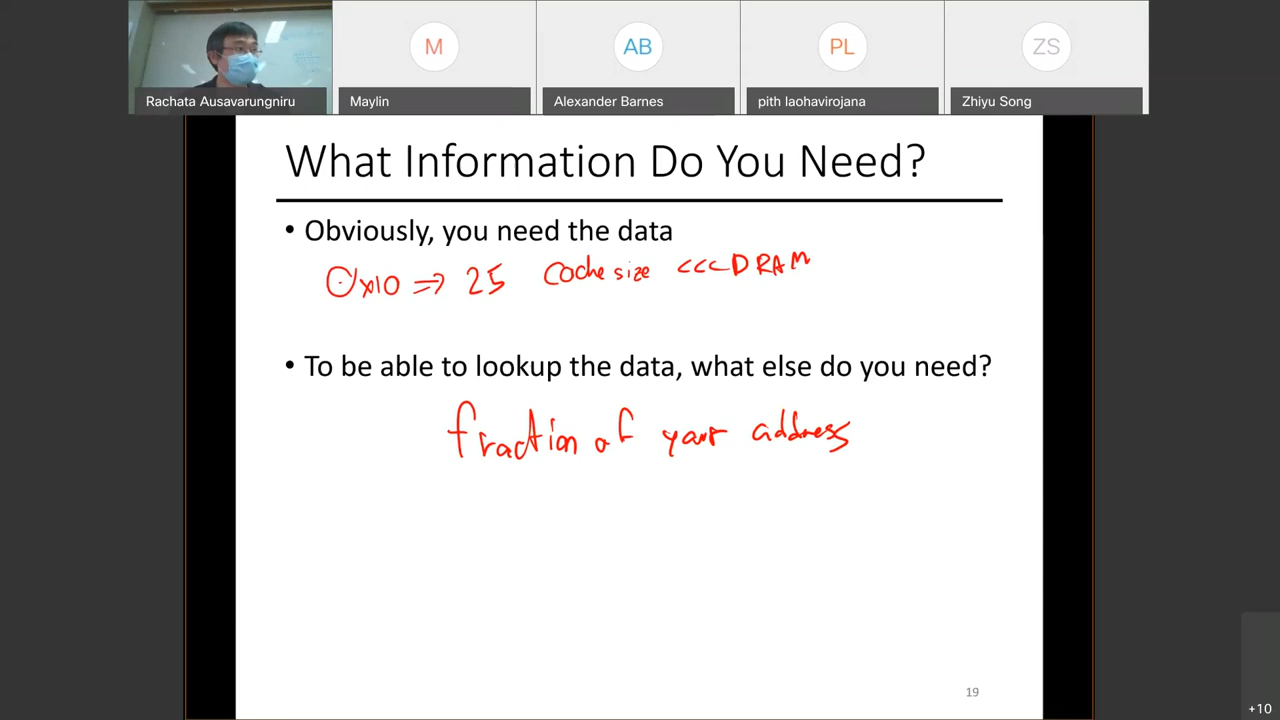 M
AB
PL
ZS
Rachata Ausavarungniru
Maylin
Alexander Barnes
pith laohavirojana
Zhiyu Song
What Information Do You Need?
• Obviously, you need the data
0x10 ⇒ 25 Cache size <<< DRAM
• To be able to lookup the data, what else do you need?
fraction of your address
19
+10